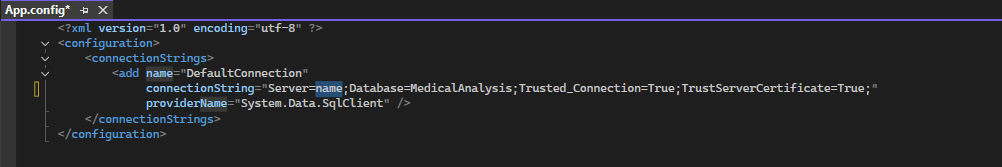 App.config*
<?xml version="1.0" encoding="utf-8" ?>
<configuration>
<connectionStrings>
<add name="DefaultConnection"
connectionString="Server=name;Database=MedicalAnalysis;Trusted_Connection=True;TrustServerCertificate=True;"
providerName="System.Data.SqlClient" />
</connectionStrings>
</configuration>